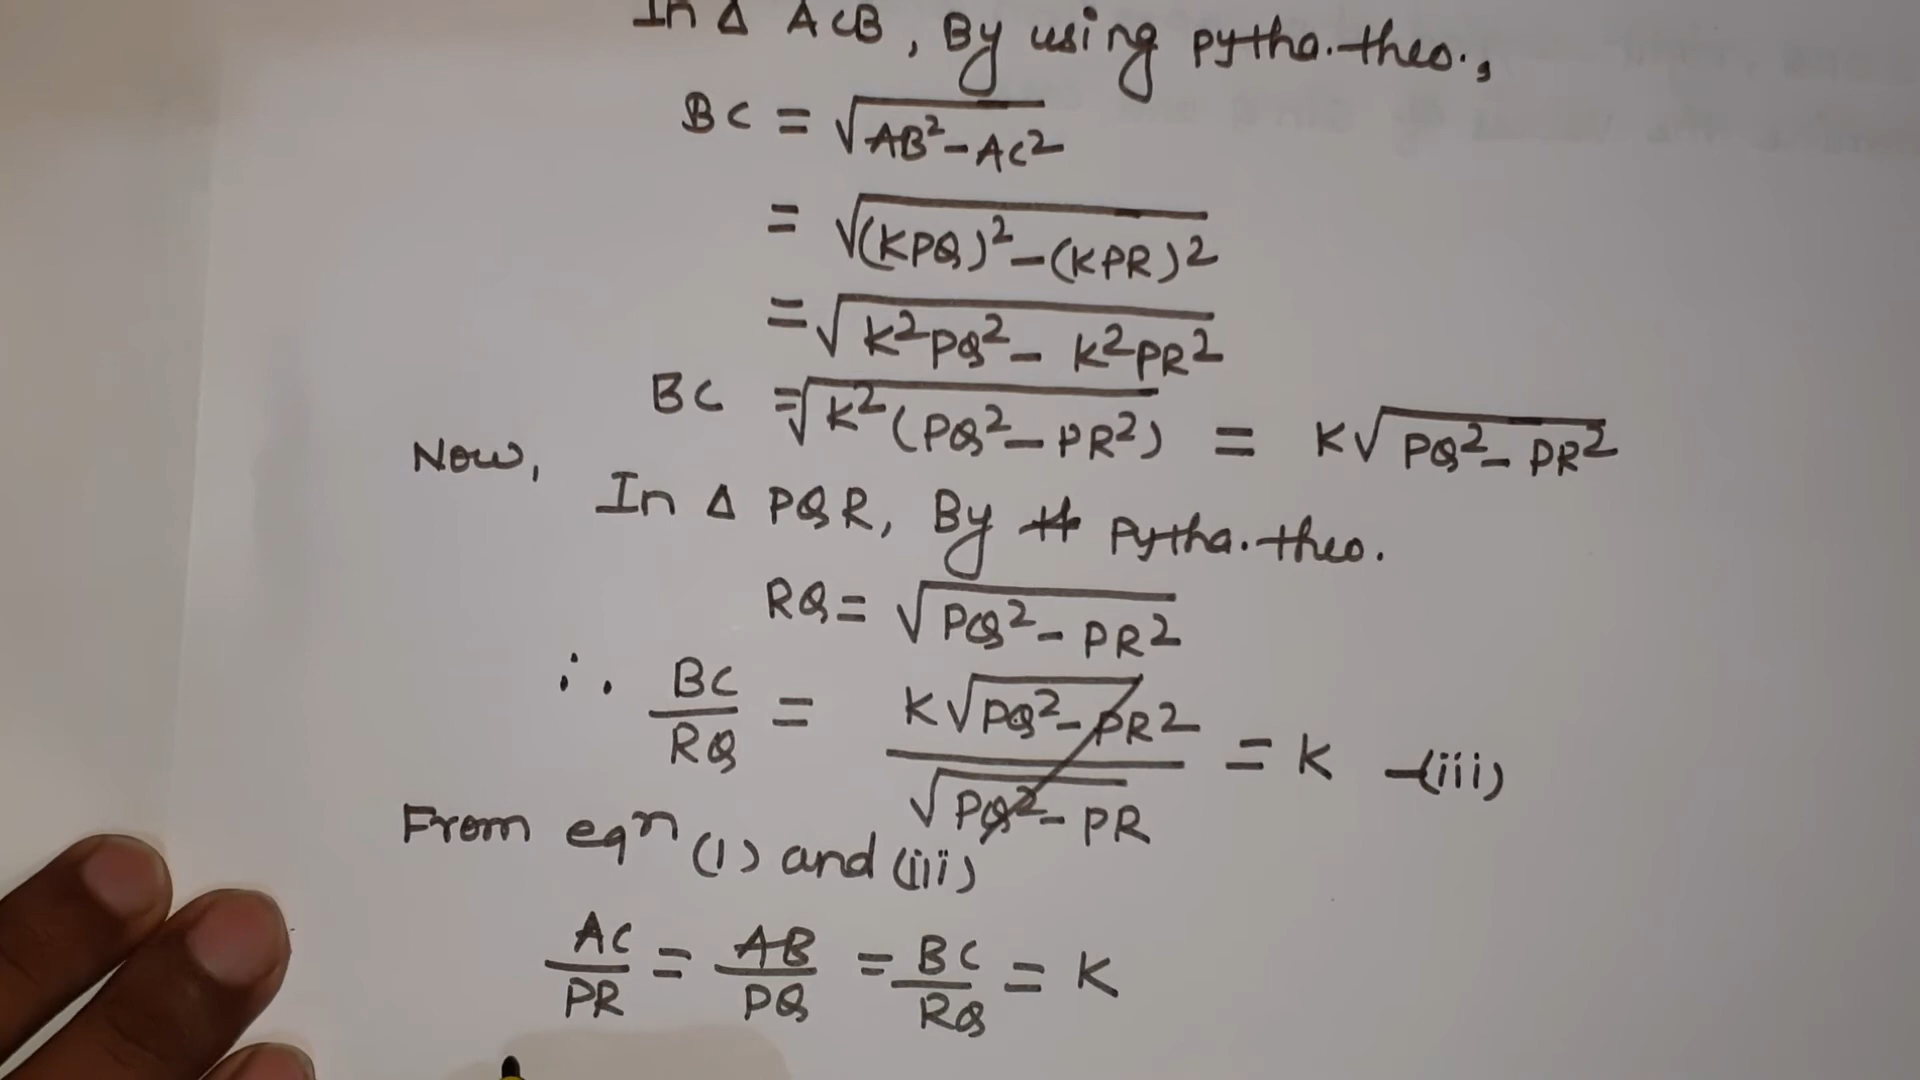 In Δ ACB, By using pytha. theo.,
BC = √AB²-AC²
= √(KPQ)²-(KPR)²
= √K²PQ² - K²PR²
BC = √K²(PQ²-PR²) = K√PQ²-PR²
Now,
In Δ PQR, By Pytha. theo.
RQ = √PQ²-PR²
∴ BC/RQ = K√PQ²-PR²/√PQ²-PR = K -(iii)
From eqⁿ (1) and (iii)
AC/PR = AB/PQ = BC/RQ = K